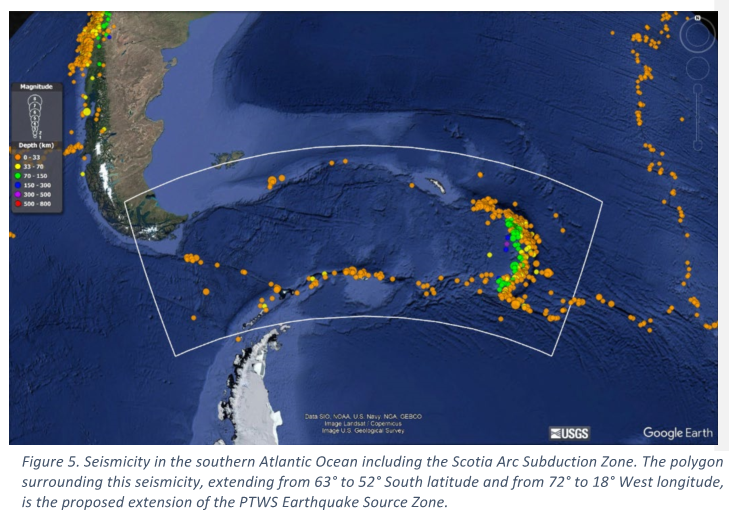 Magnitude
Depth (km)
0 - 33
33 - 70
70 - 150
150 - 300
300 - 500
500 - 800
Data SIO, NOAA, U.S. Navy, NGA, GEBCO
Image Landsat / Copernicus
Image U.S. Geological Survey
USGS
Google Earth
Figure 5. Seismicity in the southern Atlantic Ocean including the Scotia Arc Subduction Zone. The polygon
surrounding this seismicity, extending from 63° to 52° South latitude and from 72° to 18° West longitude,
is the proposed extension of the PTWS Earthquake Source Zone.